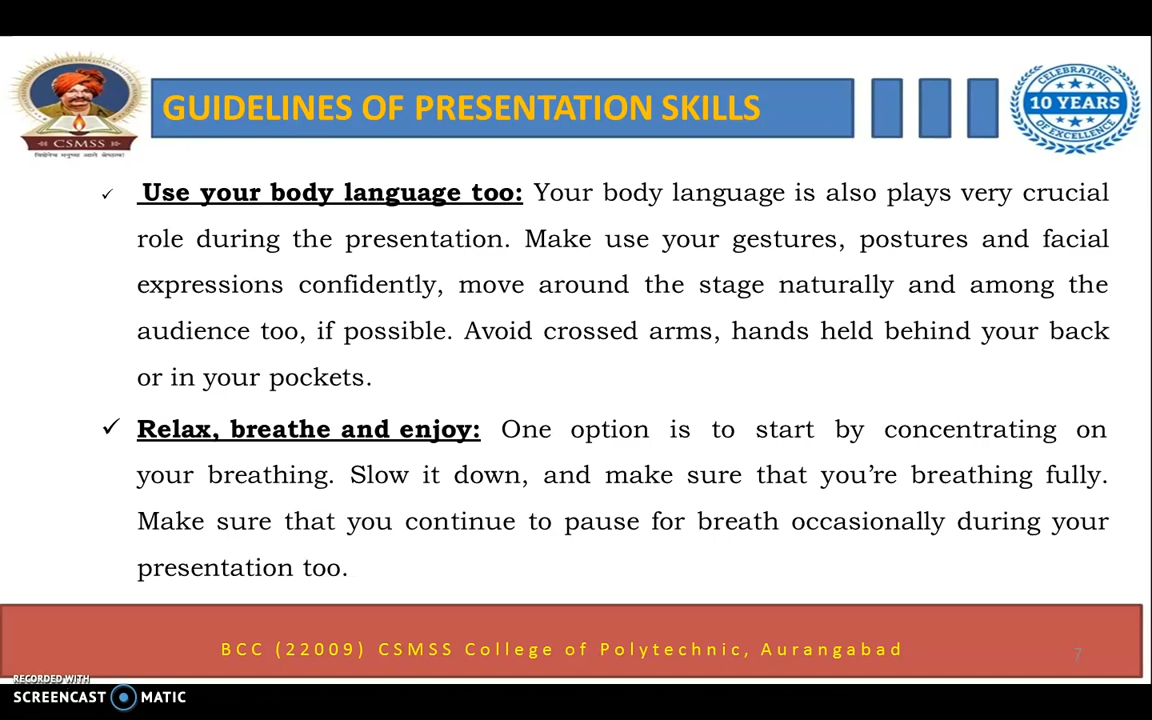 CSMSS
GUIDELINES OF PRESENTATION SKILLS
CELEBRATING
10 YEARS
OF EXCELLENCE
✓ Use your body language too: Your body language is also plays very crucial
role during the presentation. Make use your gestures, postures and facial
expressions confidently, move around the stage naturally and among the
audience too, if possible. Avoid crossed arms, hands held behind your back
or in your pockets.
✓ Relax, breathe and enjoy: One option is to start by concentrating on
your breathing. Slow it down, and make sure that you’re breathing fully.
Make sure that you continue to pause for breath occasionally during your
presentation too.
BCC (22009) CSMSS College of Polytechnic, Aurangabad
7
RECORDED WITH
SCREENCAST MATIC